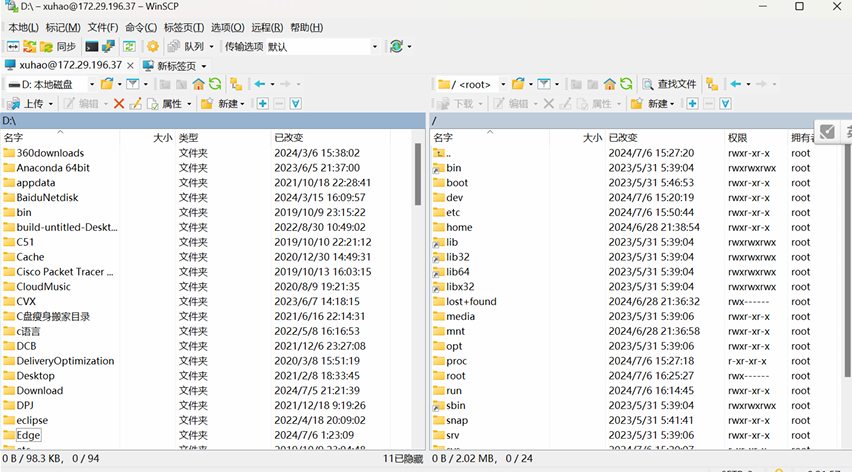 D:\ – xuhao@172.29.196.37 – WinSCP
本地(L) 标记(M) 文件(F) 命令(C) 标签页(T) 选项(O) 远程(R) 帮助(H)
同步 队列 传输选项 默认
xuhao@172.29.196.37 × 新标签页
D: 本地磁盘 / <root> 查找文件
上传 编辑 属性 新建 下载 编辑 属性 新建
D:\ /
名字 大小 类型 已改变 名字 大小 已改变 权限 拥有者
360downloads 文件夹 2024/3/6 15:38:02 .. 2024/7/6 15:27:20 rwxr-xr-x root
Anaconda 64bit 文件夹 2023/6/5 21:37:00 bin 2023/5/31 5:39:04 rwxrwxrwx root
appdata 文件夹 2021/10/18 22:28:41 boot 2023/5/31 5:46:53 rwxr-xr-x root
BaiduNetdisk 文件夹 2024/3/15 16:09:57 dev 2024/7/6 15:20:19 rwxr-xr-x root
bin 文件夹 2019/10/9 23:15:22 etc 2024/7/6 15:50:44 rwxr-xr-x root
build-untitled-Deskt... 文件夹 2022/8/30 10:49:02 home 2024/6/28 21:38:54 rwxr-xr-x root
C51 文件夹 2019/10/10 22:21:12 lib 2023/5/31 5:39:04 rwxrwxrwx root
Cache 文件夹 2020/12/30 14:49:31 lib32 2023/5/31 5:39:04 rwxrwxrwx root
Cisco Packet Tracer ... 文件夹 2019/10/13 16:03:15 lib64 2023/5/31 5:39:04 rwxrwxrwx root
CloudMusic 文件夹 2020/8/9 19:21:35 libx32 2023/5/31 5:39:04 rwxrwxrwx root
CVX 文件夹 2023/6/7 14:18:15 lost+found 2024/6/28 21:36:32 rwx------ root
C盘瘦身搬家目录 文件夹 2021/6/16 22:14:31 media 2023/5/31 5:39:06 rwxr-xr-x root
c语言 文件夹 2022/5/8 16:16:53 mnt 2024/6/28 21:36:58 rwxr-xr-x root
DCB 文件夹 2021/12/6 23:27:08 opt 2023/5/31 5:39:06 rwxr-xr-x root
DeliveryOptimization 文件夹 2020/3/8 15:51:19 proc 2024/7/6 15:27:18 r-xr-xr-x root
Desktop 文件夹 2021/2/8 18:33:45 root 2024/7/6 16:25:27 rwx------ root
Download 文件夹 2024/7/5 21:21:39 run 2024/7/6 16:14:45 rwxr-xr-x root
DPJ 文件夹 2021/12/18 9:19:26 sbin 2023/5/31 5:39:04 rwxrwxrwx root
eclipse 文件夹 2022/4/18 20:09:02 snap 2023/5/31 5:41:41 rwxr-xr-x root
Edge 文件夹 2024/7/6 1:23:09 srv 2023/5/31 5:39:06 rwxr-xr-x root
0 B / 98.3 KB, 0 / 94 11已隐藏 0 B / 2.02 MB, 0 / 24